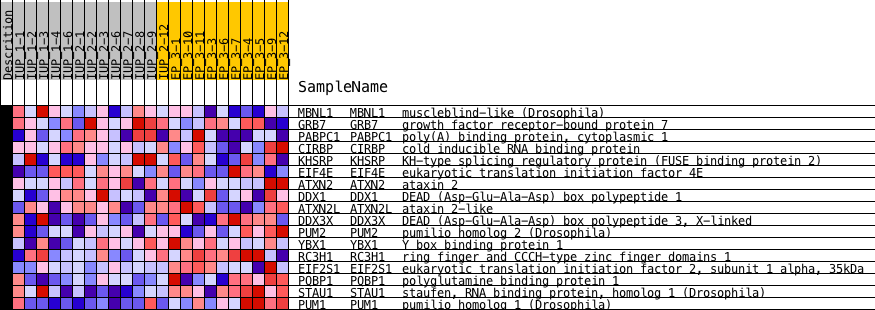 Descrition
IUP_1-1
IUP_1-2
IUP_1-3
IUP_1-4
IUP_1-6
IUP_2-1
IUP_2-2
IUP_2-3
IUP_2-6
IUP_2-7
IUP_2-8
IUP_2-9
IUP_2-12
EP_3-1
EP_3-10
EP_3-11
EP_3-3
EP_3-6
EP_3-7
EP_3-4
EP_3-5
EP_3-9
EP_3-12
SampleName
MBNL1 MBNL1 muscleblind-like (Drosophila)
GRB7 GRB7 growth factor receptor-bound protein 7
PABPC1 PABPC1 poly(A) binding protein, cytoplasmic 1
CIRBP CIRBP cold inducible RNA binding protein
KHSRP KHSRP KH-type splicing regulatory protein (FUSE binding protein 2)
EIF4E EIF4E eukaryotic translation initiation factor 4E
ATXN2 ATXN2 ataxin 2
DDX1 DDX1 DEAD (Asp-Glu-Ala-Asp) box polypeptide 1
ATXN2L ATXN2L ataxin 2-like
DDX3X DDX3X DEAD (Asp-Glu-Ala-Asp) box polypeptide 3, X-linked
PUM2 PUM2 pumilio homolog 2 (Drosophila)
YBX1 YBX1 Y box binding protein 1
RC3H1 RC3H1 ring finger and CCCH-type zinc finger domains 1
EIF2S1 EIF2S1 eukaryotic translation initiation factor 2, subunit 1 alpha, 35kDa
PQBP1 PQBP1 polyglutamine binding protein 1
STAU1 STAU1 staufen, RNA binding protein, homolog 1 (Drosophila)
PUM1 PUM1 pumilio homolog 1 (Drosophila)